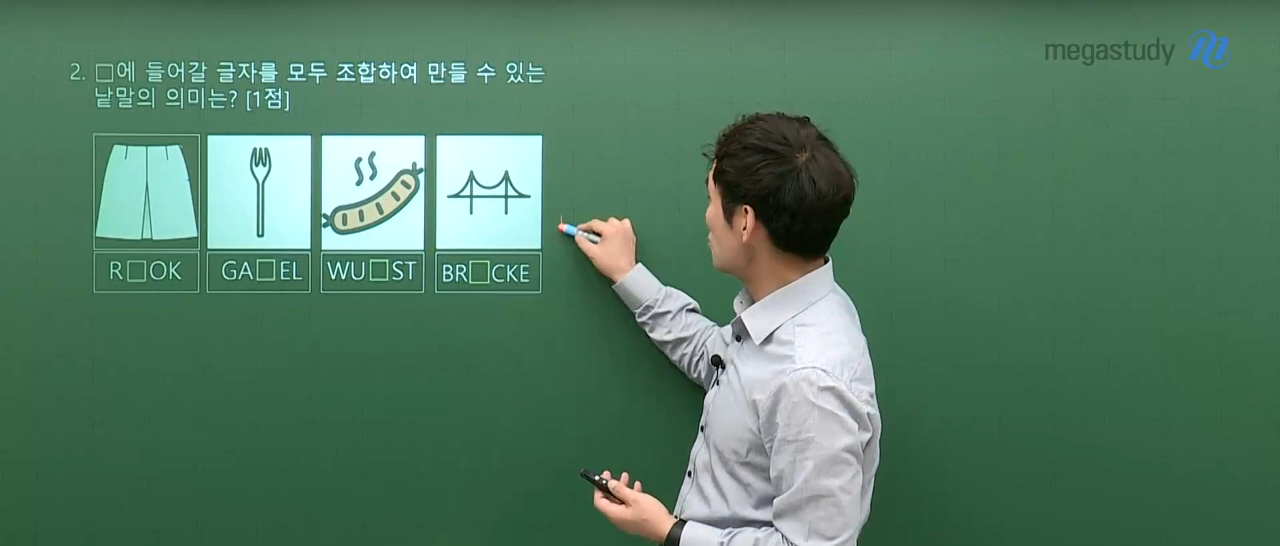 megastudy
2. □에 들어갈 글자를 모두 조합하여 만들 수 있는
낱말의 의미는? [1점]
R□OK GA□EL WU□ST BR□CKE